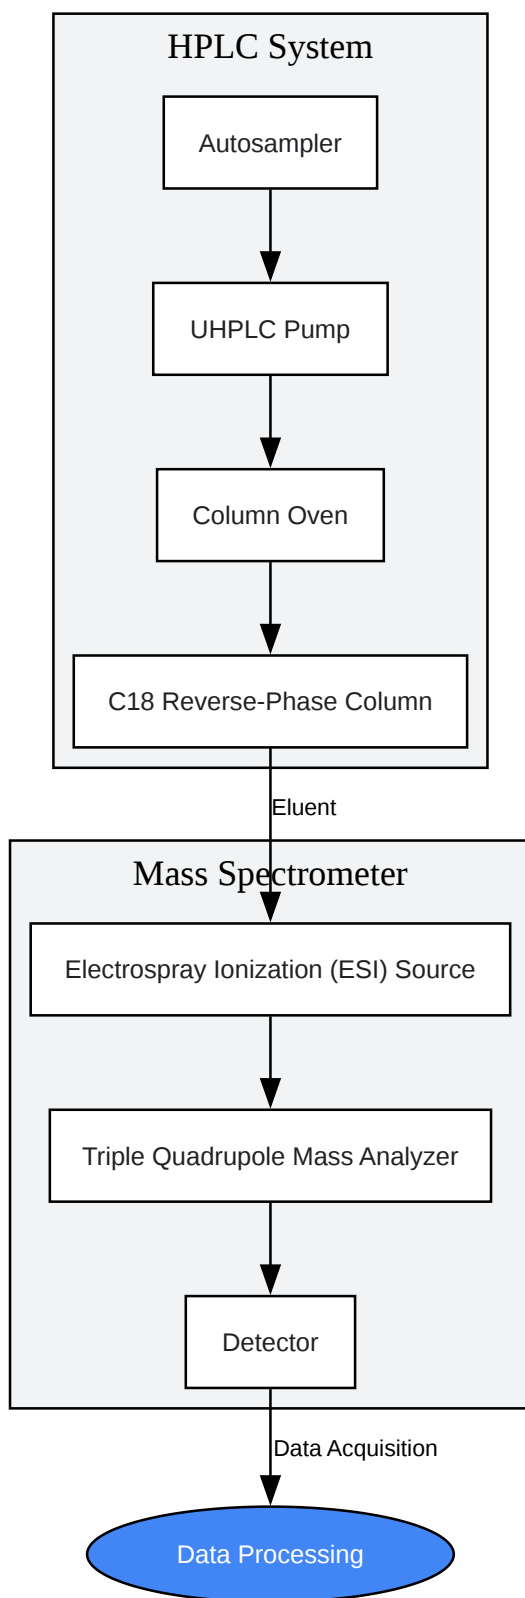 HPLC System
Autosampler
UHPLC Pump
Column Oven
C18 Reverse-Phase Column
Eluent
Mass Spectrometer
Electrospray Ionization (ESI) Source
Triple Quadrupole Mass Analyzer
Detector
Data Acquisition
Data Processing